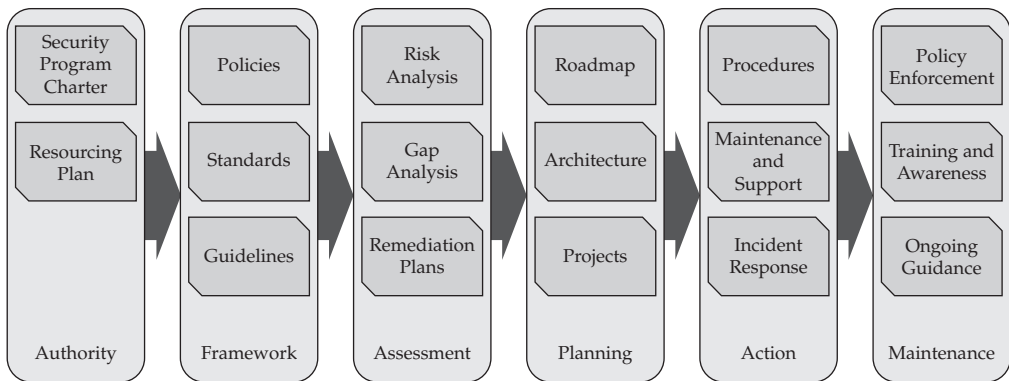 Security
Program
Charter
Resourcing
Plan
Authority
Policies
Standards
Guidelines
Framework
Risk
Analysis
Gap
Analysis
Remediation
Plans
Assessment
Roadmap
Architecture
Projects
Planning
Procedures
Maintenance
and
Support
Incident
Response
Action
Policy
Enforcement
Training and
Awareness
Ongoing
Guidance
Maintenance